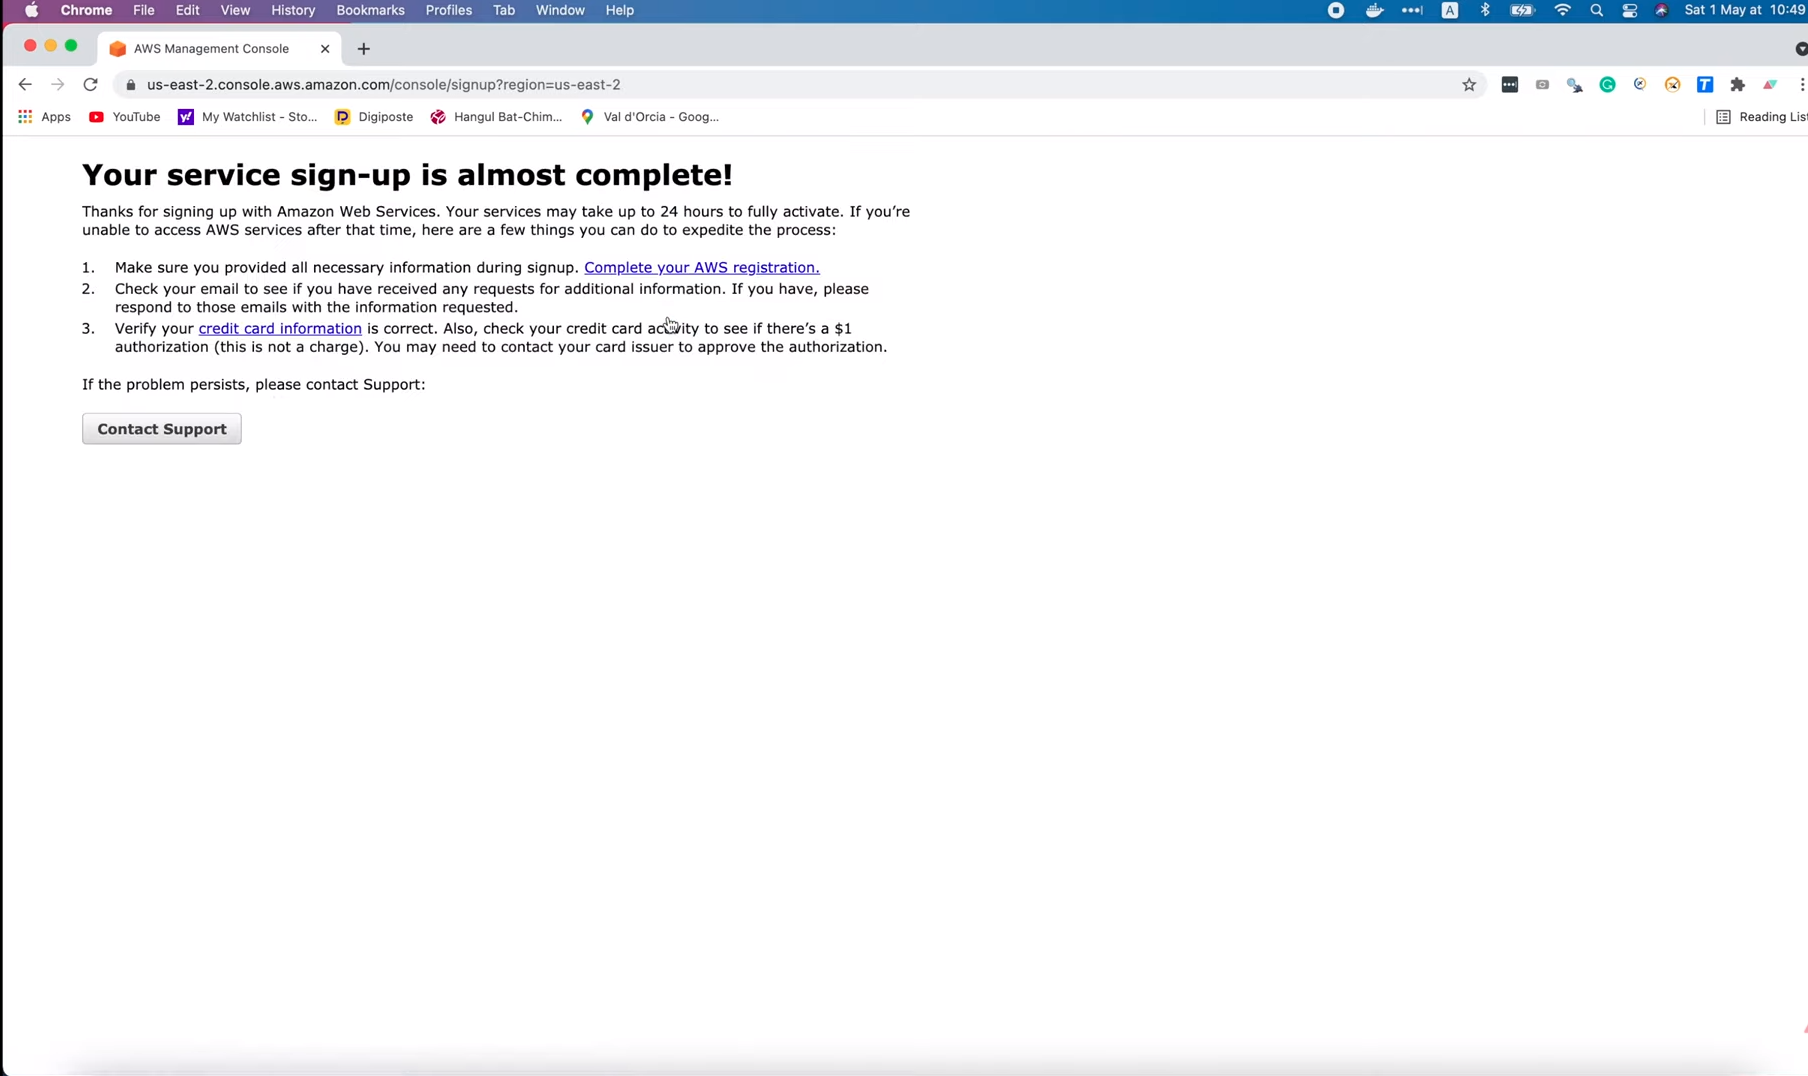 Chrome File Edit View History Bookmarks Profiles Tab Window Help A Sat 1 May at 10:49
AWS Management Console
us-east-2.console.aws.amazon.com/console/signup?region=us-east-2
Apps YouTube My Watchlist - Sto... Digiposte Hangul Bat-Chim... Val d'Orcia - Goog... Reading List
Your service sign-up is almost complete!
Thanks for signing up with Amazon Web Services. Your services may take up to 24 hours to fully activate. If you’re
unable to access AWS services after that time, here are a few things you can do to expedite the process:
1. Make sure you provided all necessary information during signup. Complete your AWS registration.
2. Check your email to see if you have received any requests for additional information. If you have, please
respond to those emails with the information requested.
3. Verify your credit card information is correct. Also, check your credit card activity to see if there’s a $1
authorization (this is not a charge). You may need to contact your card issuer to approve the authorization.
If the problem persists, please contact Support:
Contact Support